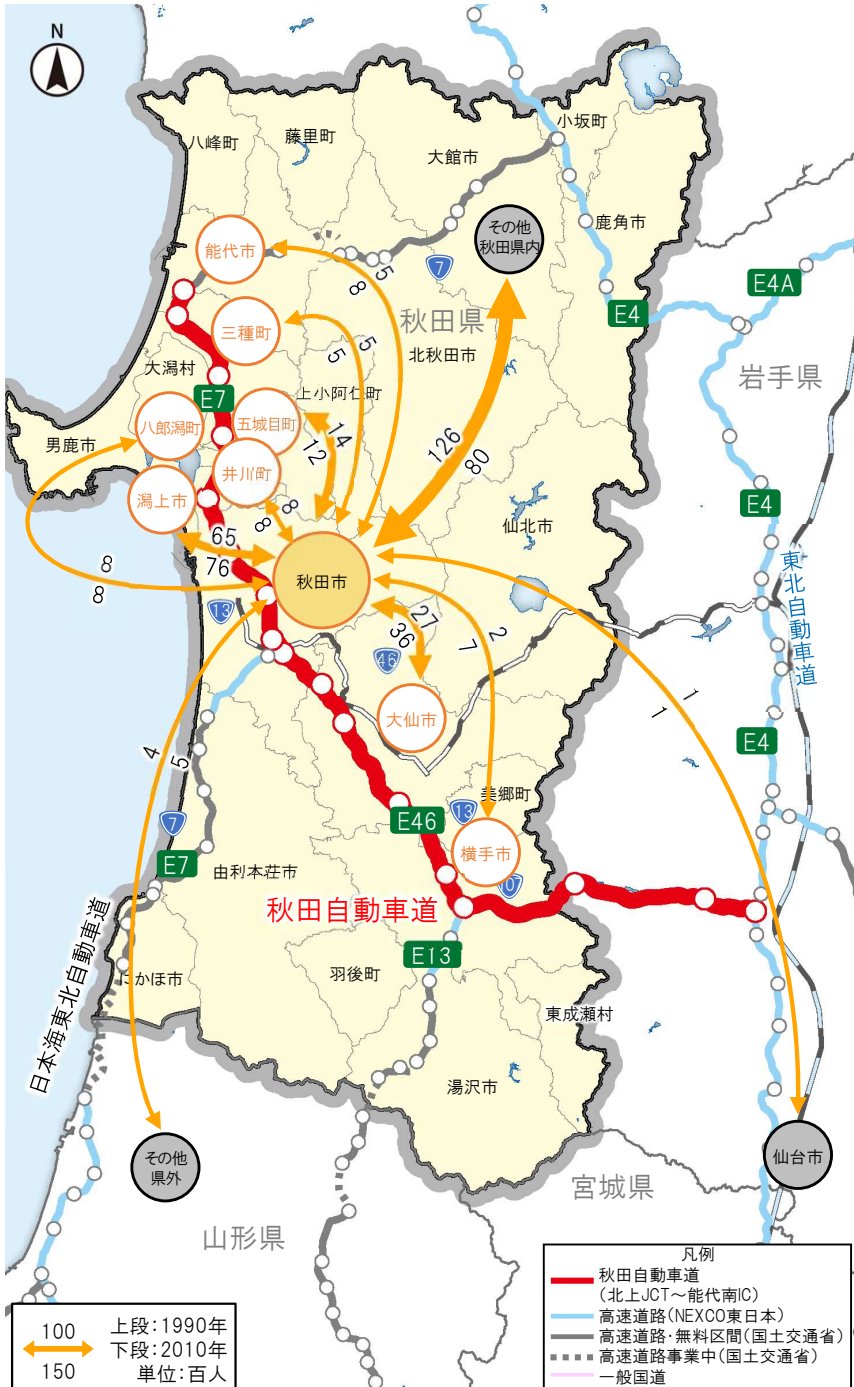 N
小坂町
八峰町
藤里町
大館市
鹿角市
その他
秋田県内
能代市
7
5
8
E4A
秋田県
E4
三種町
5
5
北秋田市
岩手県
大潟村
E7
上小阿仁町
八郎潟町
五城目町
男鹿市
14
12
126
80
井川町
潟上市
8
8
E4
仙北市
65
76
東北自動車道
8
8
秋田市
13
27
36
2
7
46
1
1
大仙市
4
5
E4
美郷町
13
7
E46
横手市
E7
由利本荘市
07
秋田自動車道
日本海東北自動車道
E13
羽後町
にかほ市
東成瀬村
湯沢市
その他
県外
仙台市
宮城県
山形県
凡例
秋田自動車道
(北上JCT～能代南IC)
高速道路(NEXCO東日本)
高速道路・無料区間(国土交通省)
高速道路事業中(国土交通省)
一般国道
100
150
上段:1990年
下段:2010年
単位:百人